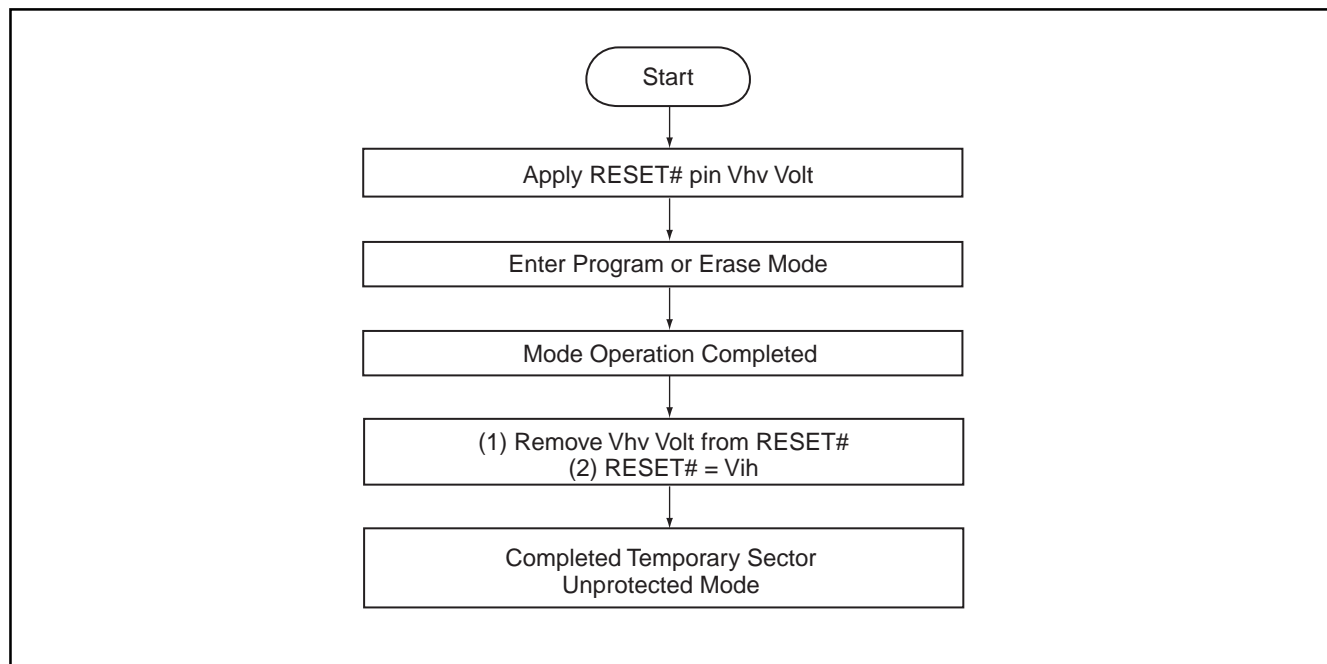 Start
Apply RESET# pin Vhv Volt
Enter Program or Erase Mode
Mode Operation Completed
(1) Remove Vhv Volt from RESET#
(2) RESET# = Vih
Completed Temporary Sector
Unprotected Mode